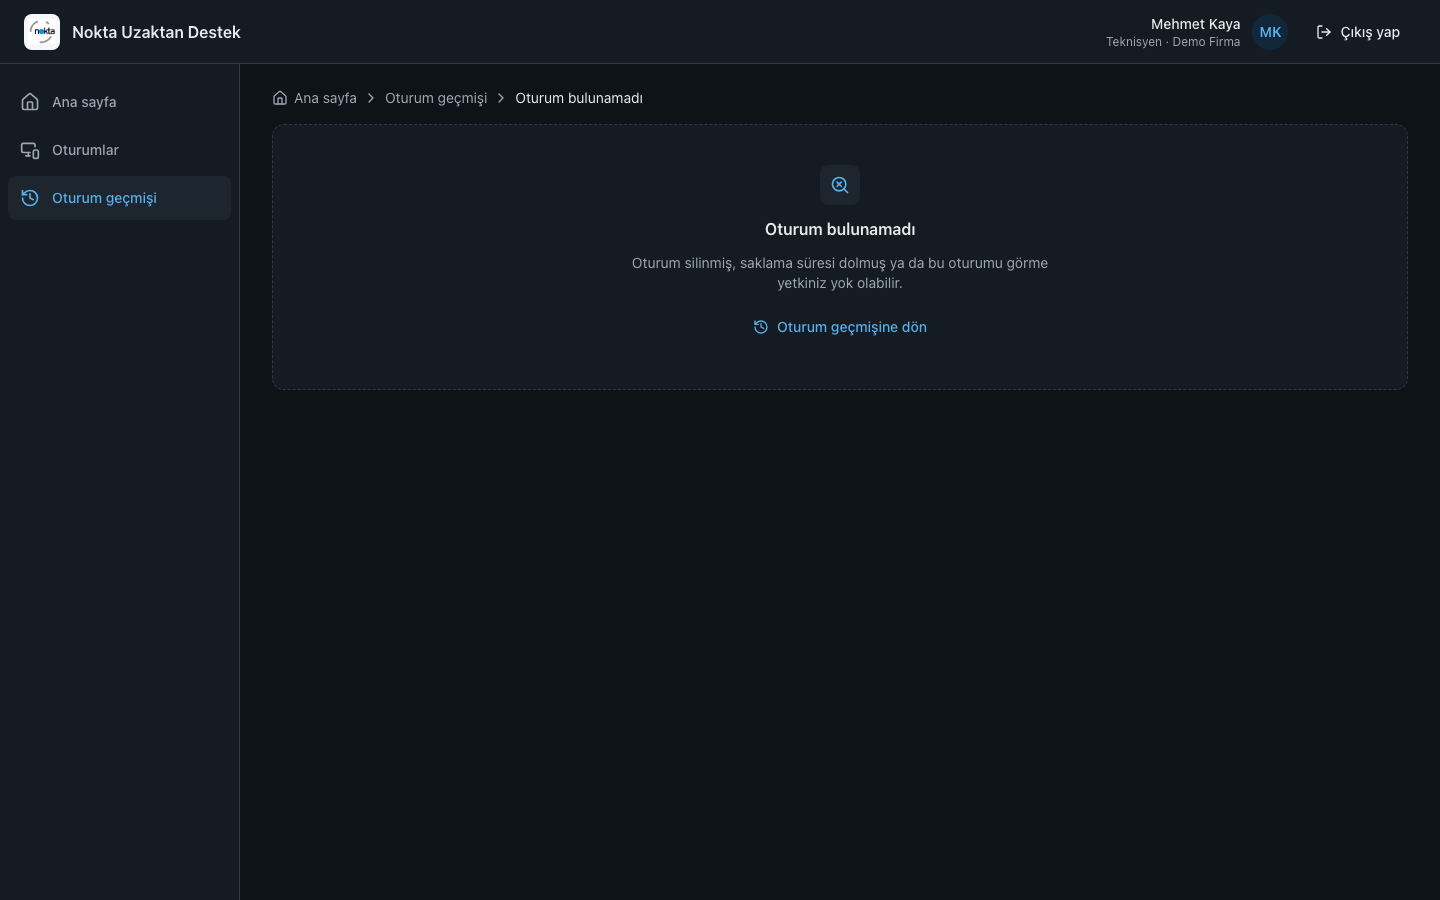 nokta
Nokta Uzaktan Destek
Mehmet Kaya
Teknisyen · Demo Firma
MK
Çıkış yap
Ana sayfa
Oturumlar
Oturum geçmişi
Ana sayfa
Oturum geçmişi
Oturum bulunamadı
Oturum bulunamadı
Oturum silinmiş, saklama süresi dolmuş ya da bu oturumu görme
yetkiniz yok olabilir.
Oturum geçmişine dön